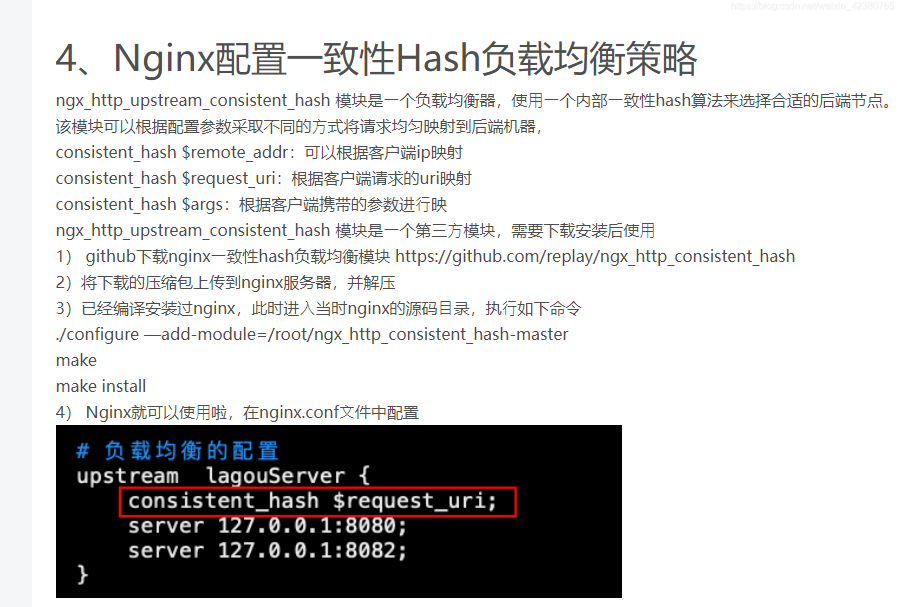 https://blog.csdn.net/weixin_42380765
4、Nginx配置一致性Hash负载均衡策略
ngx_http_upstream_consistent_hash 模块是一个负载均衡器，使用一个内部一致性hash算法来选择合适的后端节点。
该模块可以根据配置参数采取不同的方式将请求均匀映射到后端机器，
consistent_hash $remote_addr：可以根据客户端ip映射
consistent_hash $request_uri：根据客户端请求的uri映射
consistent_hash $args：根据客户端携带的参数进行映
ngx_http_upstream_consistent_hash 模块是一个第三方模块，需要下载安装后使用
1） github下载nginx一致性hash负载均衡模块 https://github.com/replay/ngx_http_consistent_hash
2）将下载的压缩包上传到nginx服务器，并解压
3）已经编译安装过nginx，此时进入当时nginx的源码目录，执行如下命令
./configure —add-module=/root/ngx_http_consistent_hash-master
make
make install
4） Nginx就可以使用啦，在nginx.conf文件中配置
# 负载均衡的配置
upstream lagouServer {
consistent_hash $request_uri;
server 127.0.0.1:8080;
server 127.0.0.1:8082;
}